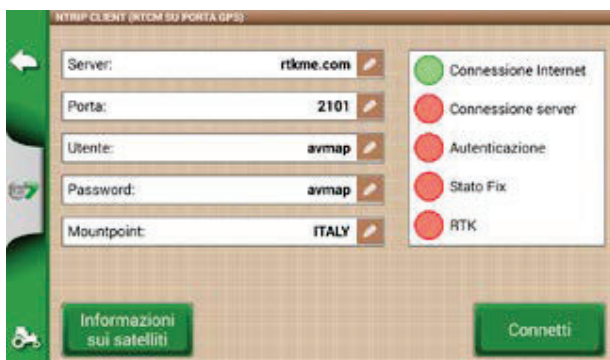 NTRIP CLIENT (RTCM SU PORTA GPS)
Server: rtkme.com
Porta: 2101
Utente: avmap
Password: avmap
Mountpoint: ITALY
Connessione Internet
Connessione server
Autenticazione
Stato Fix
RTK
Informazioni
sui satelliti
Connetti